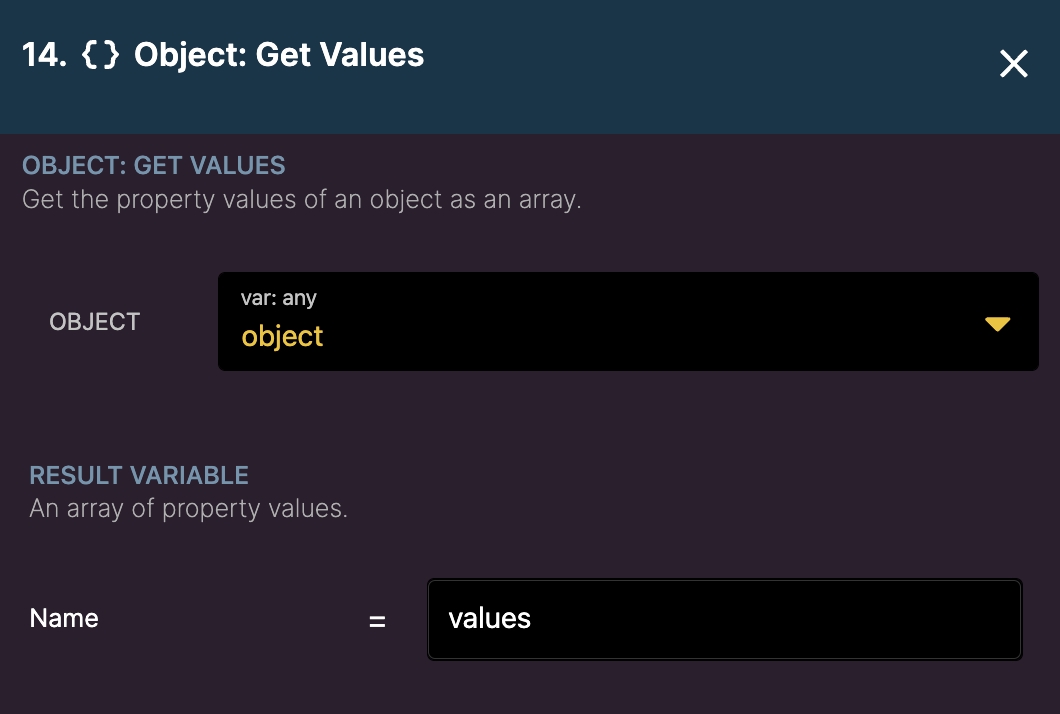 14. {} Object: Get Values
OBJECT: GET VALUES
Get the property values of an object as an array.
var: any
OBJECT
object
RESULT VARIABLE
An array of property values.
Name = values